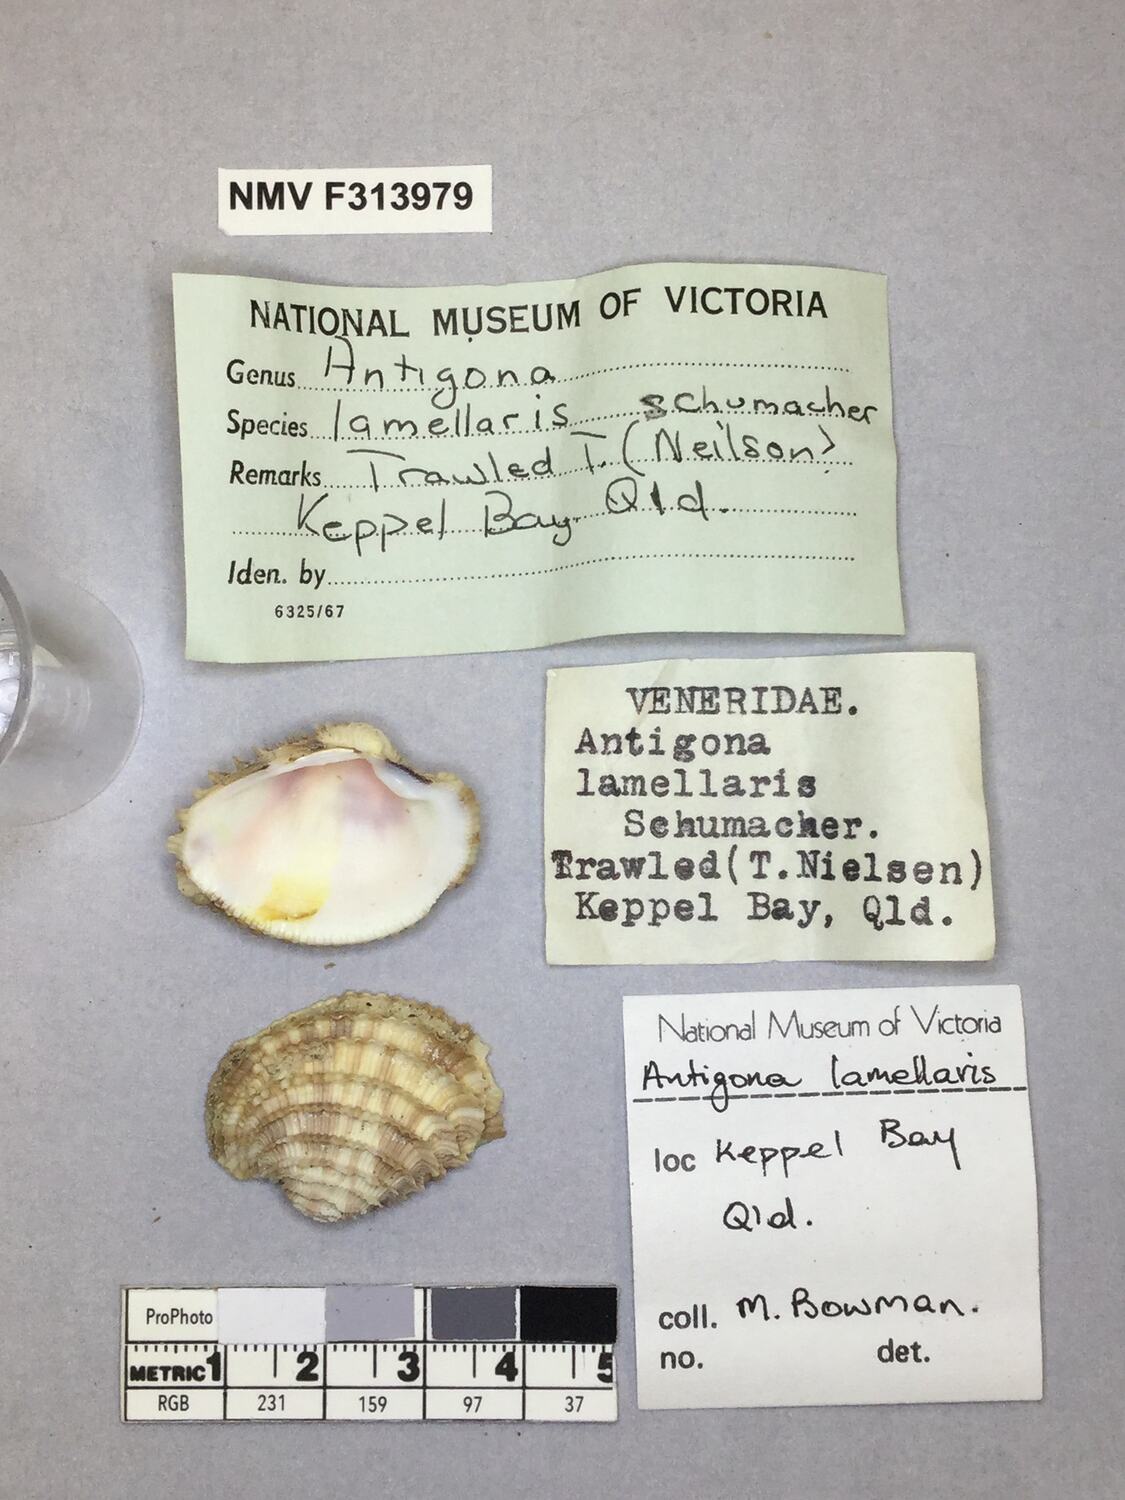 NMV F313979
NATIONAL MUSEUM OF VICTORIA
Genus Antigona
Species lamellaris schumacher
Remarks Trawled T. (Neilson)
Keppel Bay. Qld.
Iden. by
6325/67
VENERIDAE.
Antigona
lamellaris
Schumacher.
Trawled(T.Nielsen)
Keppel Bay, Qld.
National Museum of Victoria
Antigona lamellaris
loc Keppel Bay
Qld.
coll. M. Bowman.
no. det.
ProPhoto
METRIC 1 2 3 4 5
RGB 231 159 97 37